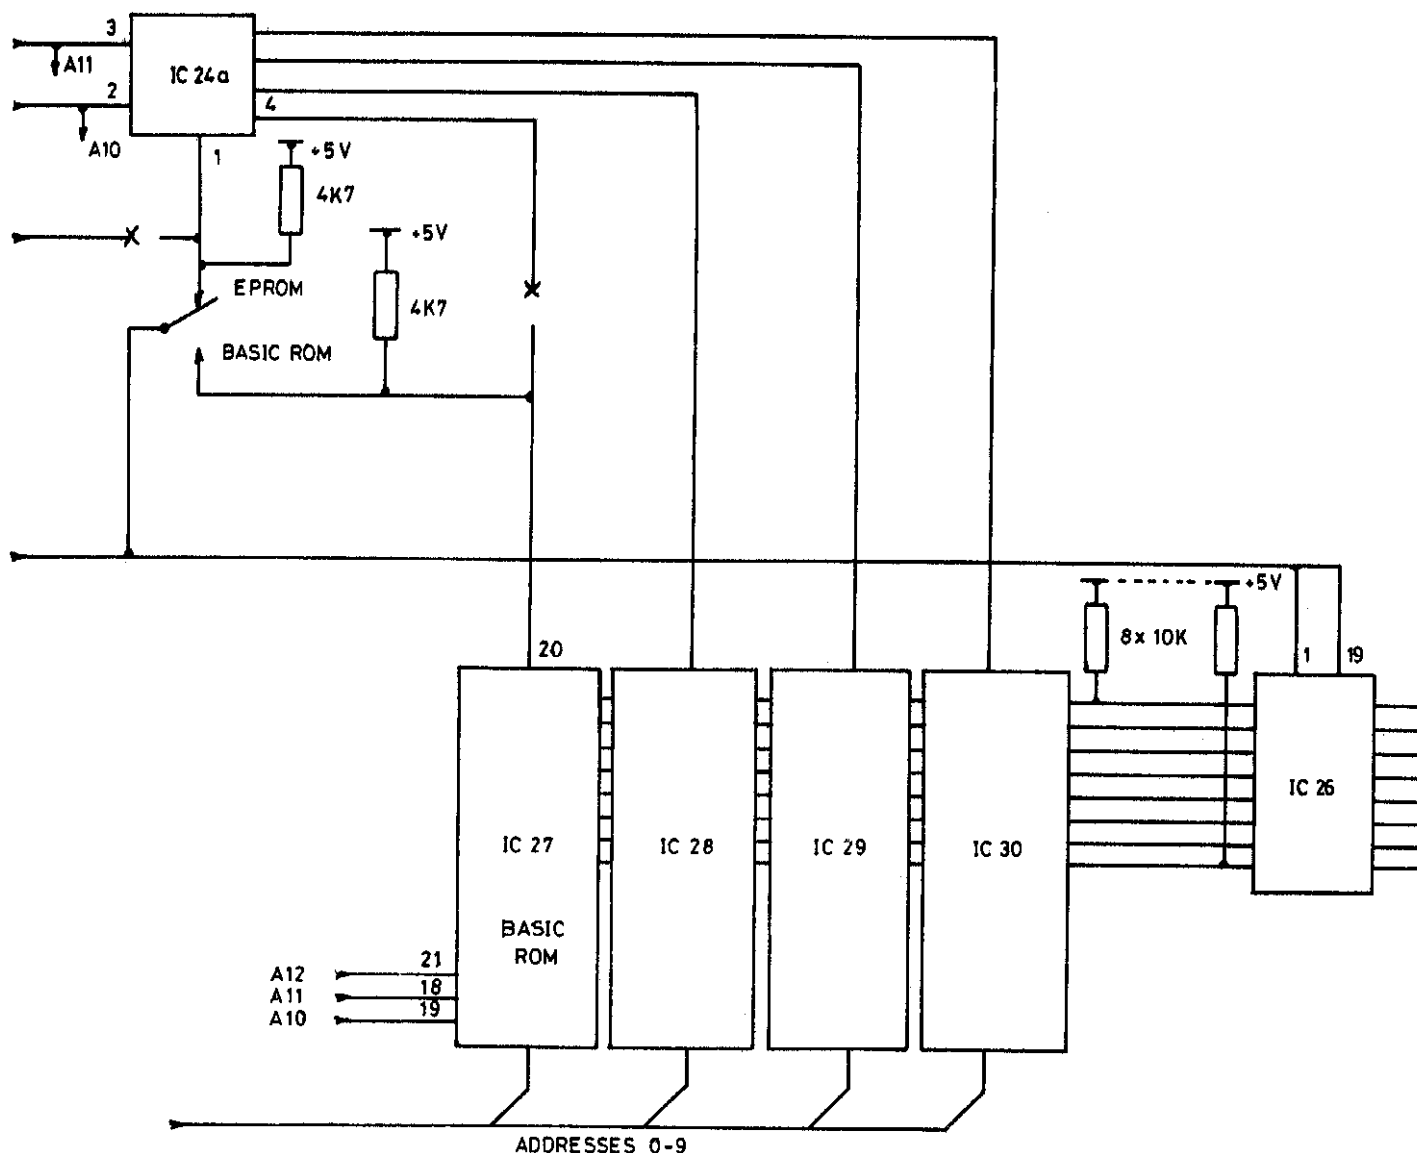 3
A11
IC 24a
2
A10
4
1
+5V
4K7
+5V
4K7
EPROM
BASIC ROM
+5V
8x 10K
20
1
19
IC 27
IC 28
IC 29
IC 30
IC 26
BASIC
ROM
A12
21
A11
18
A10
19
ADDRESSES 0-9